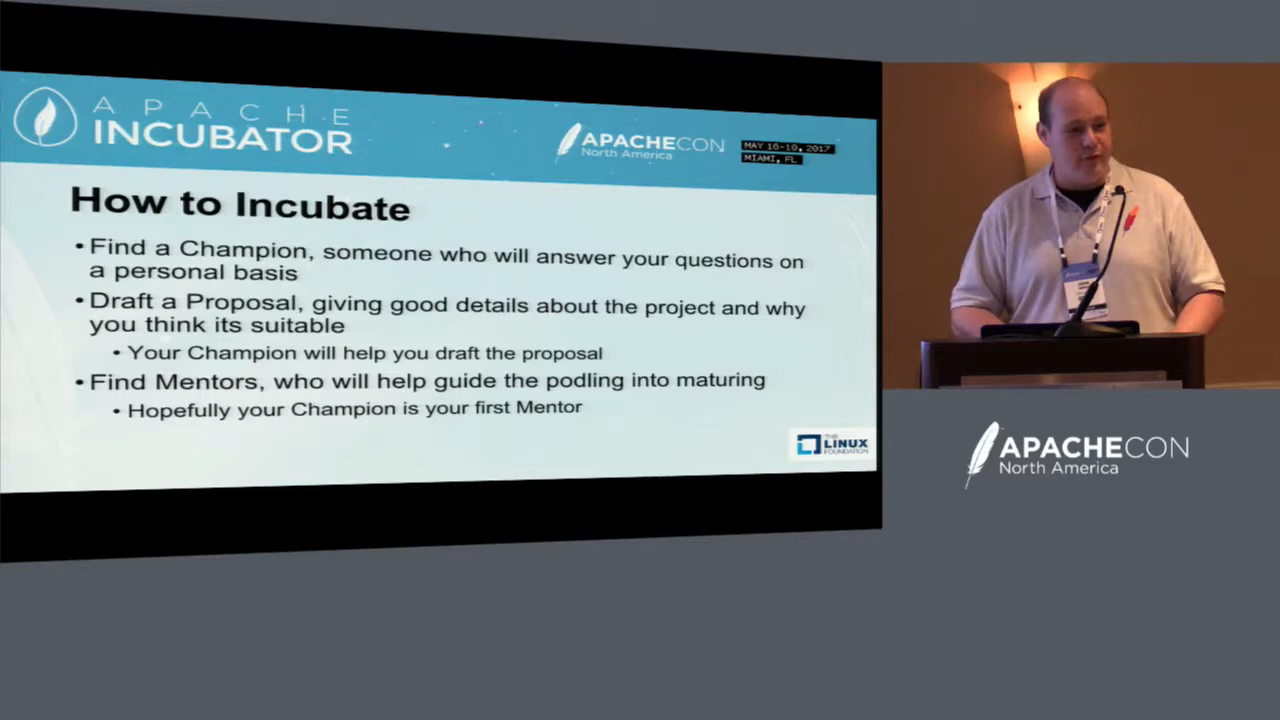 APACHE
INCUBATOR
APACHECON
North America
MAY 16-18, 2017
MIAMI, FL
How to Incubate
•Find a Champion, someone who will answer your questions on
a personal basis
•Draft a Proposal, giving good details about the project and why
you think its suitable
•Your Champion will help you draft the proposal
•Find Mentors, who will help guide the podling into maturing
•Hopefully your Champion is your first Mentor
THE
LINUX
FOUNDATION
APACHECON
North America